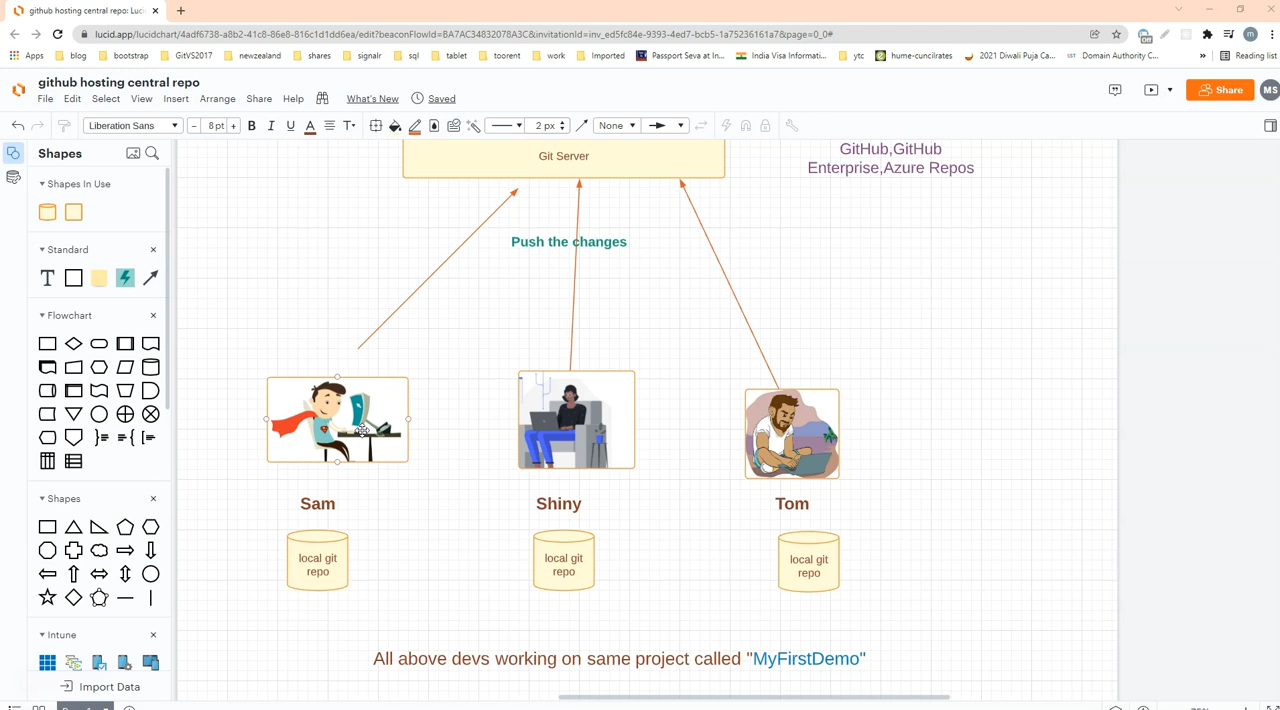 github hosting central repo: Luci
lucid.app/lucidchart/4adf6738-a8b2-41c8-86e8-816c1d1dd6ea/edit?beaconFlowId=BA7AC34832078A3C&invitationId=inv_ed5fc84e-9393-4ed7-bcb5-1a75236161a7&page=0_0#
Apps blog bootstrap GitVS2017 newzealand shares signalr sql tablet toorent work Imported Passport Seva at In... India Visa Informati... ytc hume-cuncilrates 2021 Diwali Puja Ca... Domain Authority C... » Reading list
github hosting central repo
File Edit Select View Insert Arrange Share Help What's New Saved
Share MS
Liberation Sans - 8 pt + B I U A T 2 px None
Shapes
Shapes In Use
Standard
T
Flowchart
Shapes
Intune
Import Data
Git Server
GitHub,GitHub
Enterprise,Azure Repos
Push the changes
Sam Shiny Tom
local git
repo
local git
repo
local git
repo
All above devs working on same project called "MyFirstDemo"